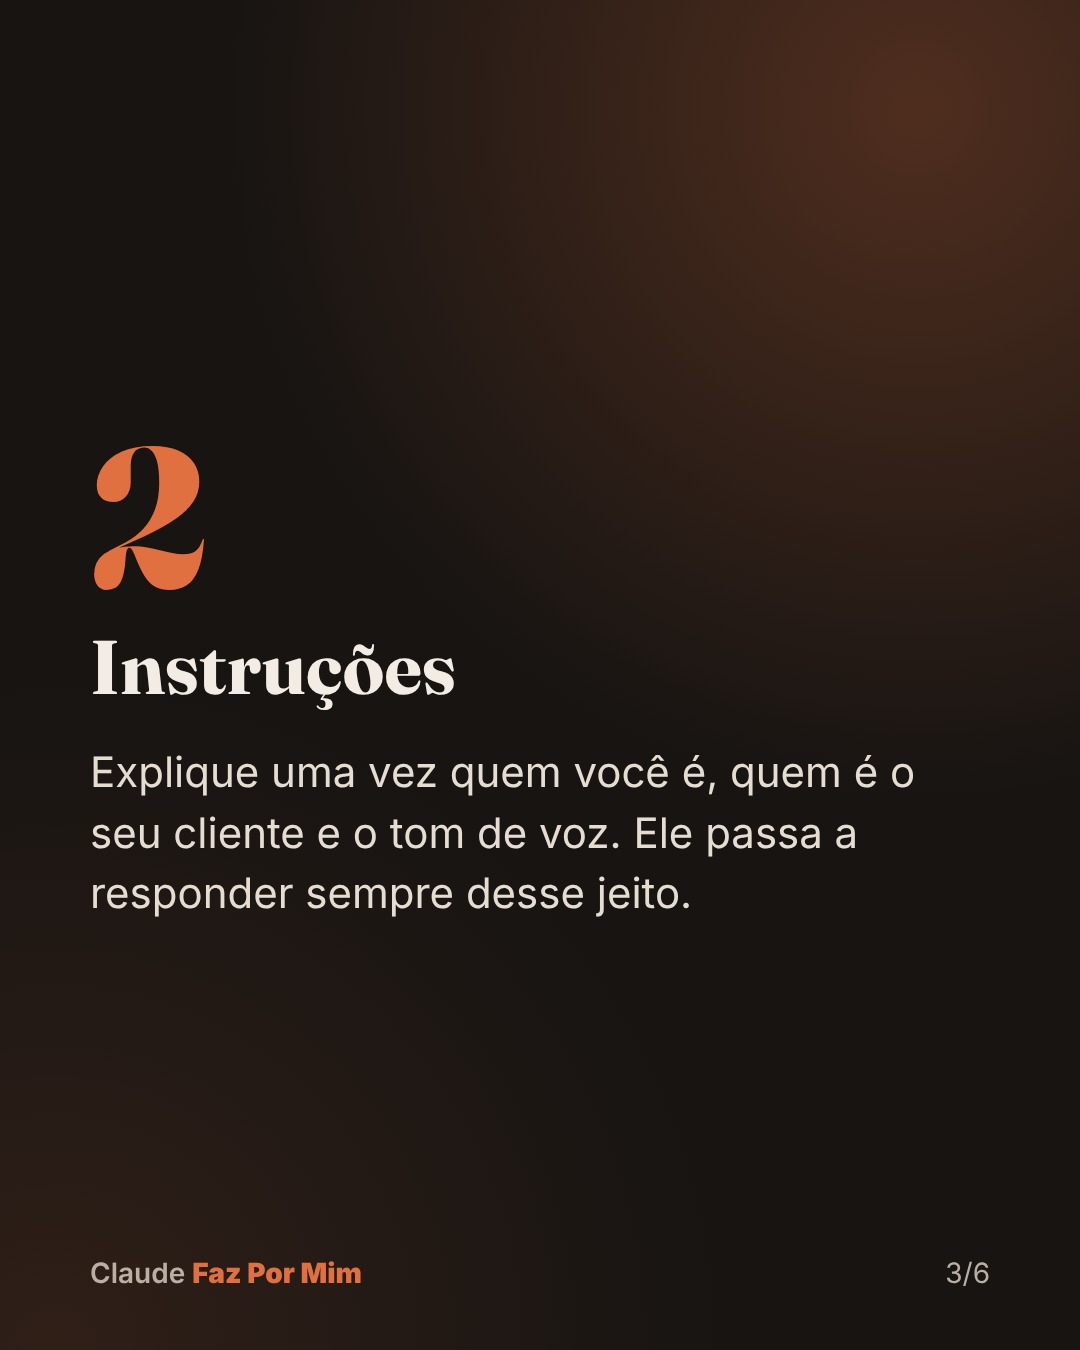 2
Instruções
Explique uma vez quem você é, quem é o
seu cliente e o tom de voz. Ele passa a
responder sempre desse jeito.
Claude Faz Por Mim
3/6